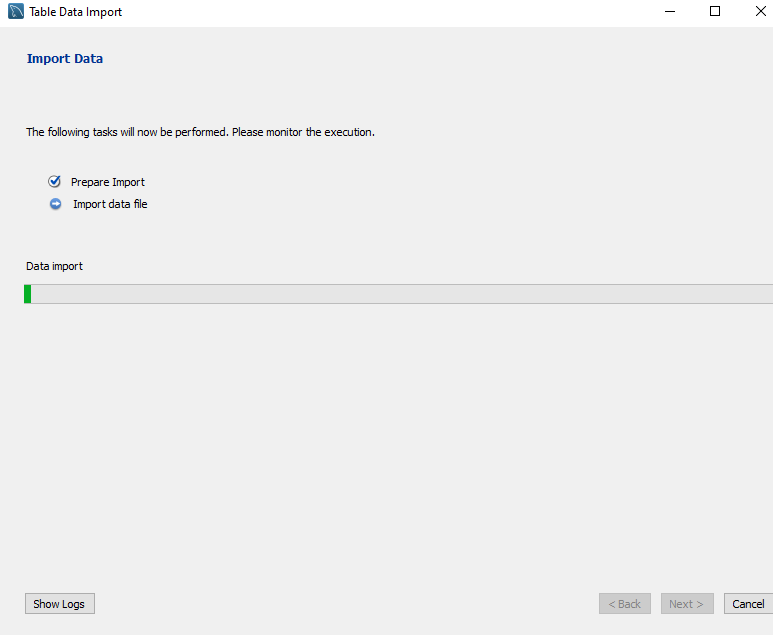 Table Data Import
Import Data
The following tasks will now be performed. Please monitor the execution.
Prepare Import
Import data file
Data import
Show Logs
< Back
Next >
Cancel